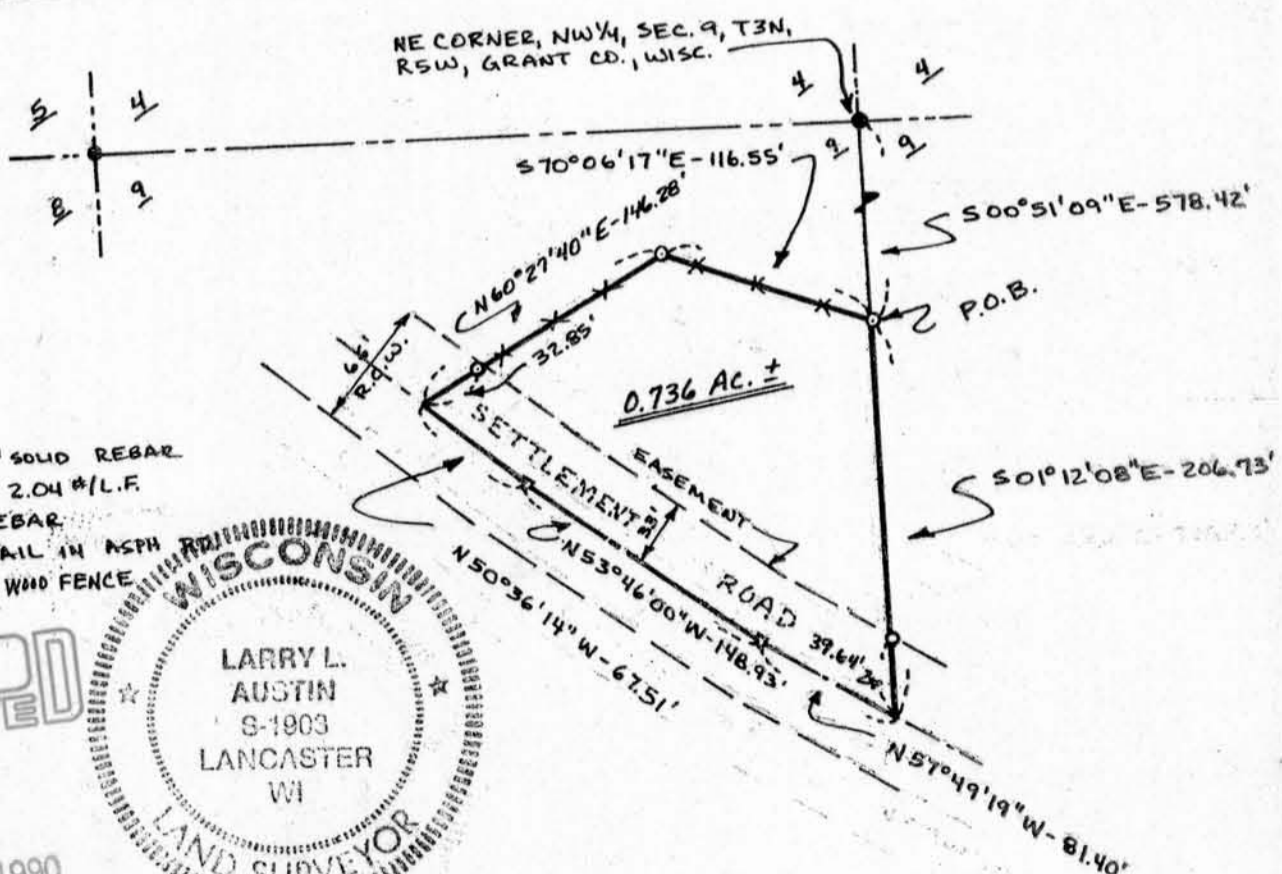 NE CORNER, NW¼, SEC. 9, T3N,
R5W, GRANT CO., WISC.
5 4
4 4
8 9
9 9
S70°06'17"E-116.55'
S00°51'09"E-578.42'
N60°27'40"E-146.28'
P.O.B.
32.85'
66'
R.O.W.
0.736 AC. ±
SETTLEMENT
EASEMENT
33'
ROAD
S01°12'08"E-206.73'
SOLID REBAR
2.04 #/L.F.
IN ASPH RD
WOOD FENCE
N53°46'00"W-148.93'
39.64'
N50°36'14"W-67.51'
N57°49'19"W-81.40'
WISCONSIN
LARRY L.
AUSTIN
S-1903
LANCASTER
WI
LAND SURVEYOR
1990